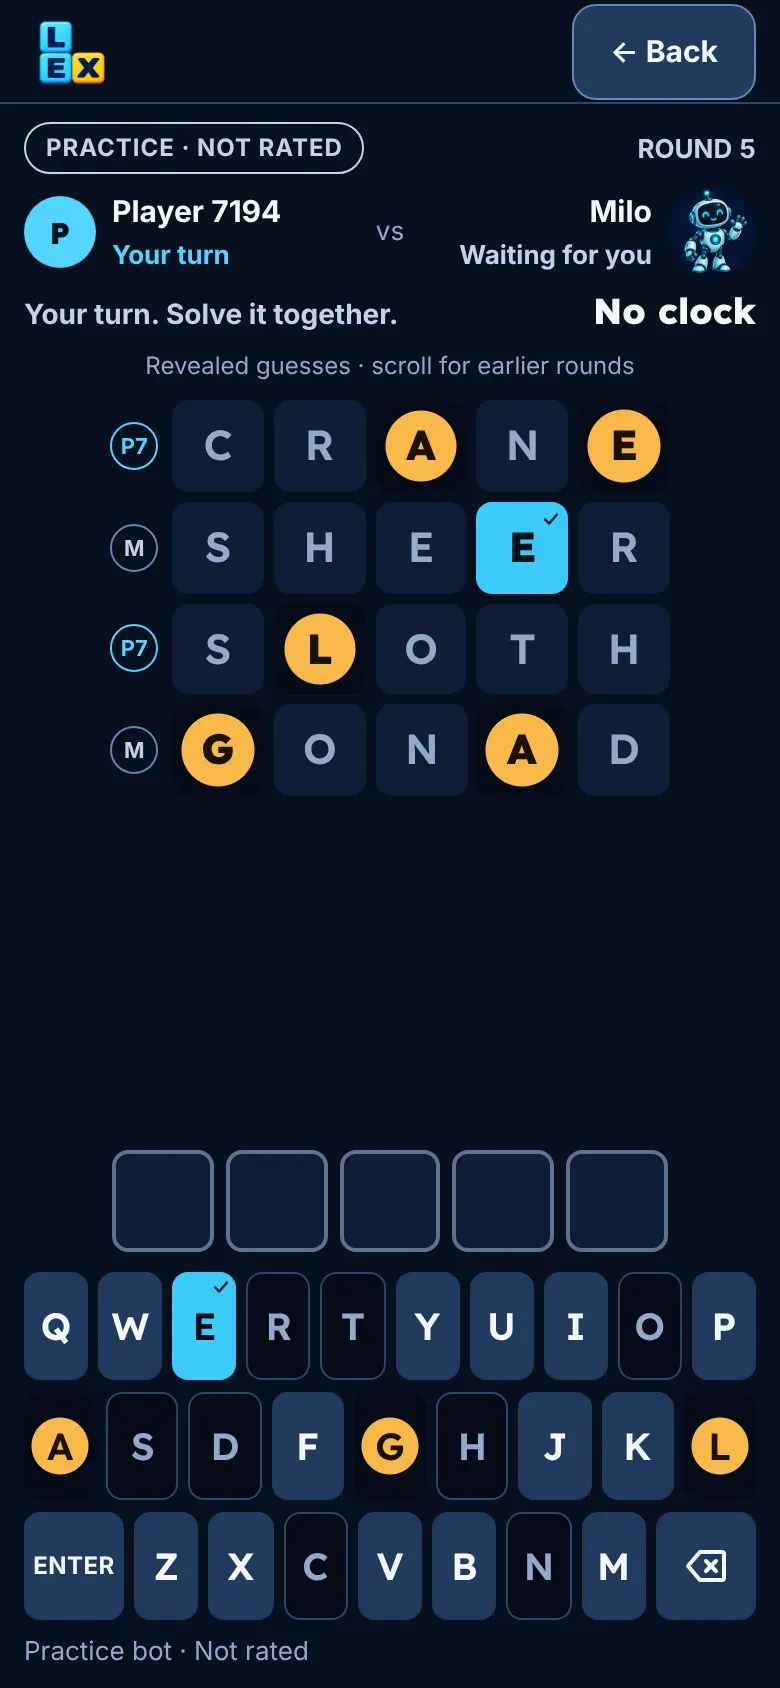 L
E X
← Back
PRACTICE · NOT RATED
ROUND 5
P
Player 7194
Your turn
vs
Milo
Waiting for you
Your turn. Solve it together.
No clock
Revealed guesses · scroll for earlier rounds
P7 C R A N E
M S H E E R
P7 S L O T H
M G O N A D
Q W E R T Y U I O P
A S D F G H J K L
ENTER Z X C V B N M
Practice bot · Not rated